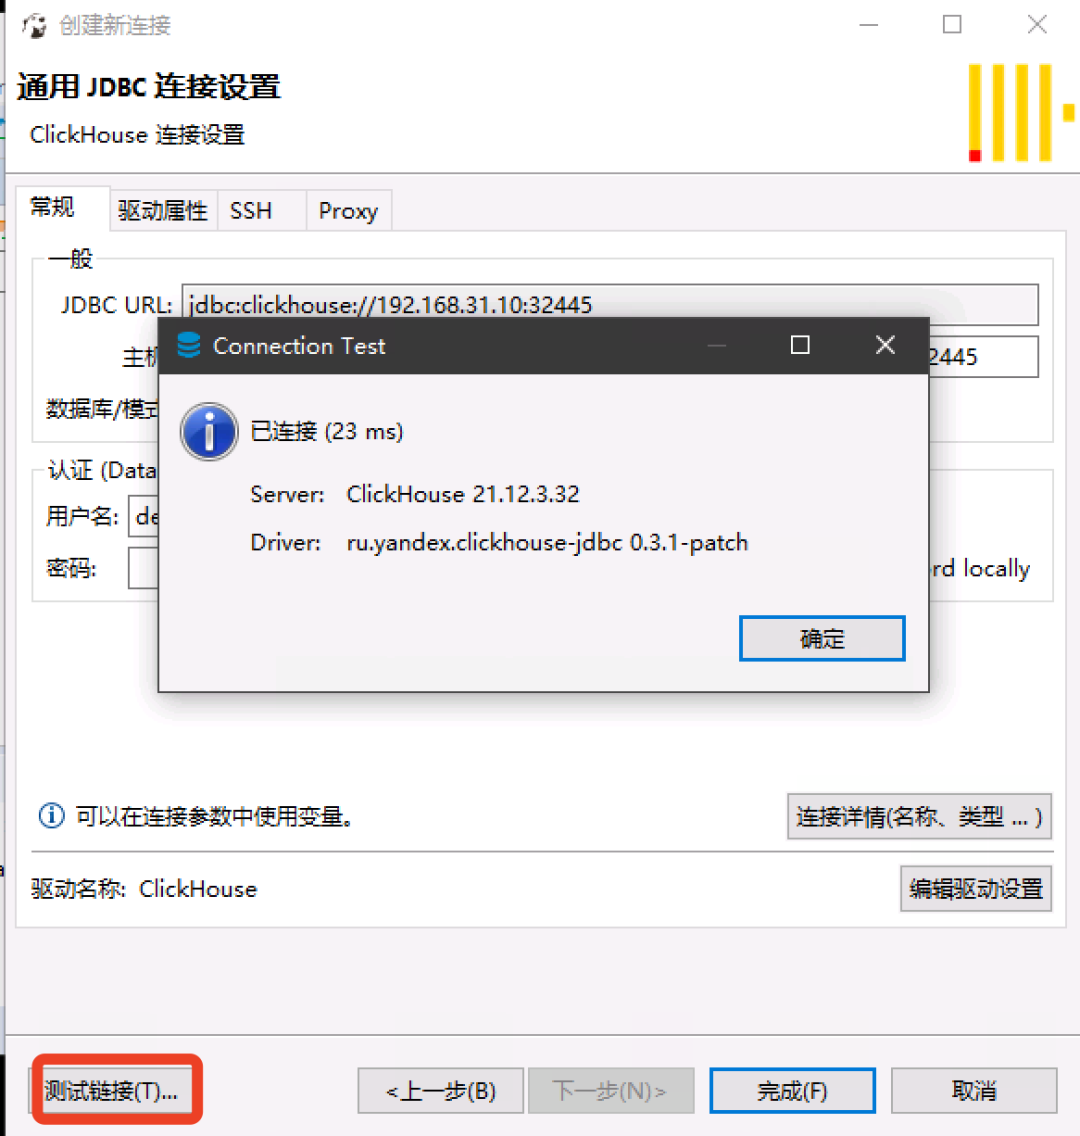 创建新连接
通用 JDBC 连接设置
ClickHouse 连接设置
常规 驱动属性 SSH Proxy
一般
JDBC URL: jdbc:clickhouse://192.168.31.10:32445
Connection Test
主机 2445
数据库/模式
已连接 (23 ms)
认证 (Data
Server: ClickHouse 21.12.3.32
用户名: de
Driver: ru.yandex.clickhouse-jdbc 0.3.1-patch
密码: rd locally
确定
可以在连接参数中使用变量。 连接详情(名称、类型 ... )
驱动名称: ClickHouse 编辑驱动设置
测试链接(T)... <上一步(B) 下一步(N)> 完成(F) 取消